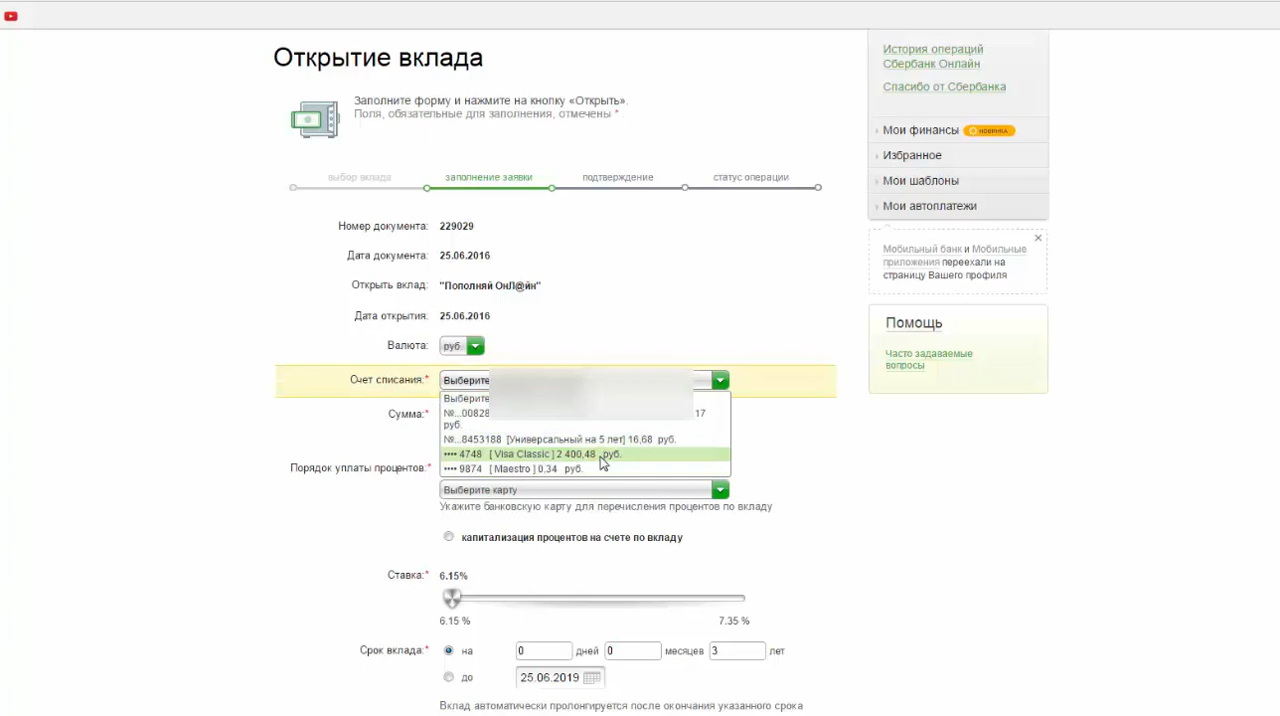 Открытие вклада
Заполните форму и нажмите на кнопку «Открыть».
Поля, обязательные для заполнения, отмечены * .
выбор вклада
заполнение заявки
подтверждение
статус операции
Номер документа: 229029
Дата документа: 25.06.2016
Открыть вклад: "Пополняй ОнЛ@йн"
Дата открытия: 25.06.2016
Валюта: руб.
Счет списания:* Выберите
Выберите
Сумма:* №...00828 17
руб.
№...8453188 [Универсальный на 5 лет] 16,68 руб.
•••• 4748 [ Visa Classic ] 2 400,48 руб.
Порядок уплаты процентов:* •••• 9874 [ Maestro ] 0,34 руб.
Выберите карту
Укажите банковскую карту для перечисления процентов по вкладу
капитализация процентов на счете по вкладу
Ставка:* 6.15%
6.15 % 7.35 %
Срок вклада:* на 0 дней 0 месяцев 3 лет
до 25.06.2019
Вклад автоматически пролонгируется после окончания указанного срока
История операций
Сбербанк Онлайн
Спасибо от Сбербанка
Мои финансы НОВИНКА
Избранное
Мои шаблоны
Мои автоплатежи
Мобильный банк и Мобильные
приложения переехали на
страницу Вашего профиля
Помощь
Часто задаваемые
вопросы